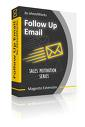 Follow Up
Email
SALES MOTIVATION
SERIES
Magento Extension